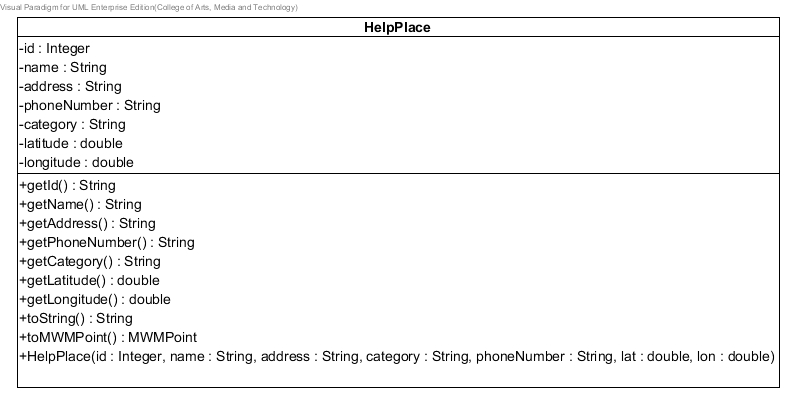 Visual Paradigm for UML Enterprise Edition(College of Arts, Media and Technology)
HelpPlace
-id : Integer
-name : String
-address : String
-phoneNumber : String
-category : String
-latitude : double
-longitude : double
+getId() : String
+getName() : String
+getAddress() : String
+getPhoneNumber() : String
+getCategory() : String
+getLatitude() : double
+getLongitude() : double
+toString() : String
+toMWMPoint() : MWMPoint
+HelpPlace(id : Integer, name : String, address : String, category : String, phoneNumber : String, lat : double, lon : double)